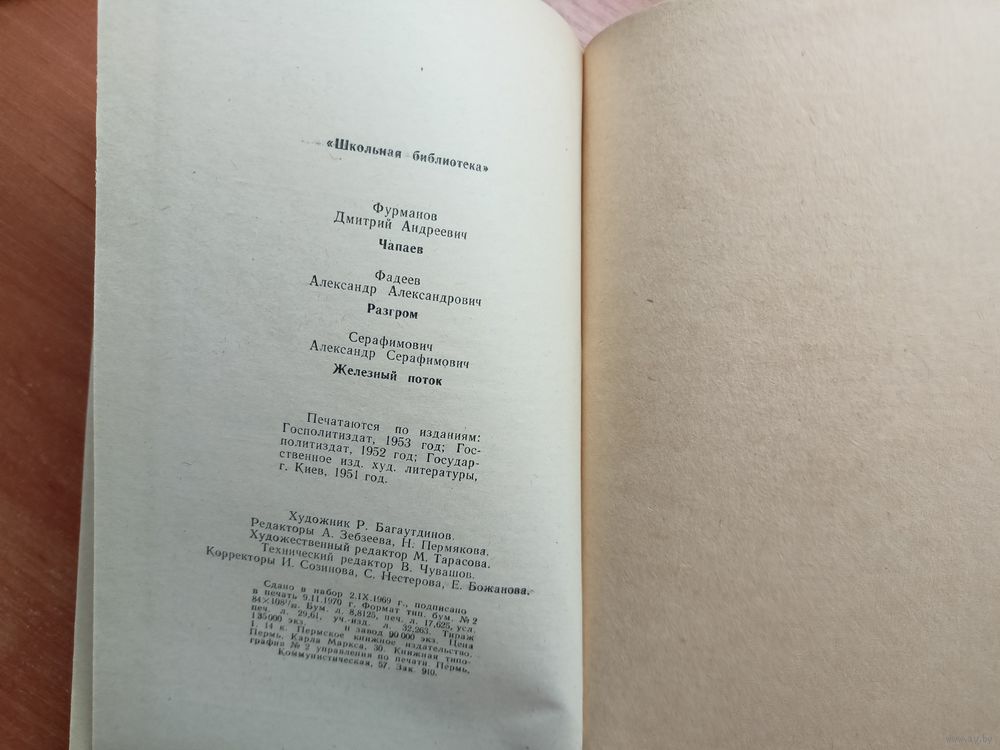 «Школьная библиотека»
Фурманов
Дмитрий Андреевич
Чапаев
Фадеев
Александр Александрович
Разгром
Серафимович
Александр Серафимович
Железный поток
Печатаются по изданиям:
Госполитиздат, 1953 год; Гос-
политиздат, 1952 год; Государ-
ственное изд. худ. литературы,
г. Киев, 1951 год.
Художник Р. Багаутдинов.
Редакторы А. Зебзеева, Н. Пермякова.
Художественный редактор М. Тарасова.
Технический редактор В. Чувашов.
Корректоры И. Созинова, С. Нестерова, Е. Божанова.
Сдано в набор 2.IX.1969 г., подписано
в печать 9.II.1970 г. Формат тип. бум. № 2
84×108¹/₃₂. Бум. л. 8,8125, печ. л. 17,625, усл.
печ. л. 29,61, уч.-изд. л. 32,263. Тираж
135000 экз. II завод 90 000 экз. Цена
1, 14 к. Пермское книжное издательство.
Пермь, Карла Маркса, 30. Книжная типо-
графия № 2 управления по печати. Пермь,
Коммунистическая, 57. Зак. 910.
www.ay.by